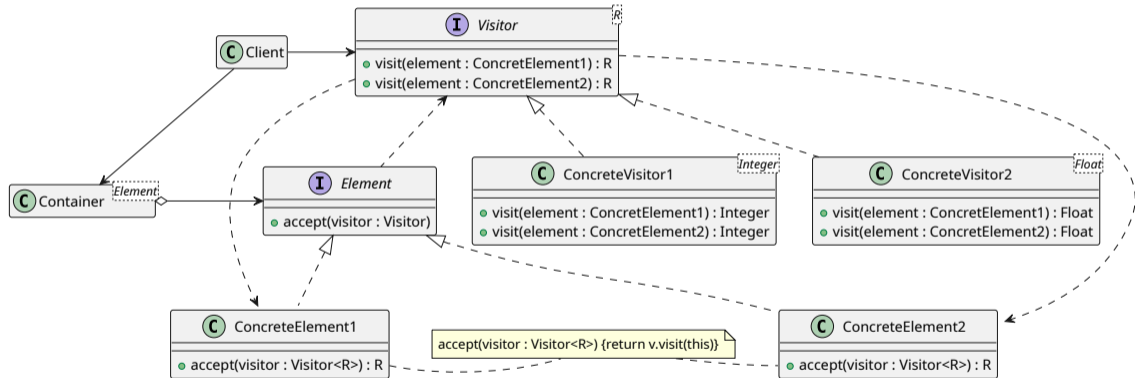 I Visitor
R
visit(element : ConcretElement1) : R
visit(element : ConcretElement2) : R
C Client
C Container
Element
I Element
accept(visitor : Visitor)
C ConcreteVisitor1
Integer
visit(element : ConcretElement1) : Integer
visit(element : ConcretElement2) : Integer
C ConcreteVisitor2
Float
visit(element : ConcretElement1) : Float
visit(element : ConcretElement2) : Float
C ConcreteElement1
accept(visitor : Visitor<R>) : R
accept(visitor : Visitor<R>) {return v.visit(this)}
C ConcreteElement2
accept(visitor : Visitor<R>) : R